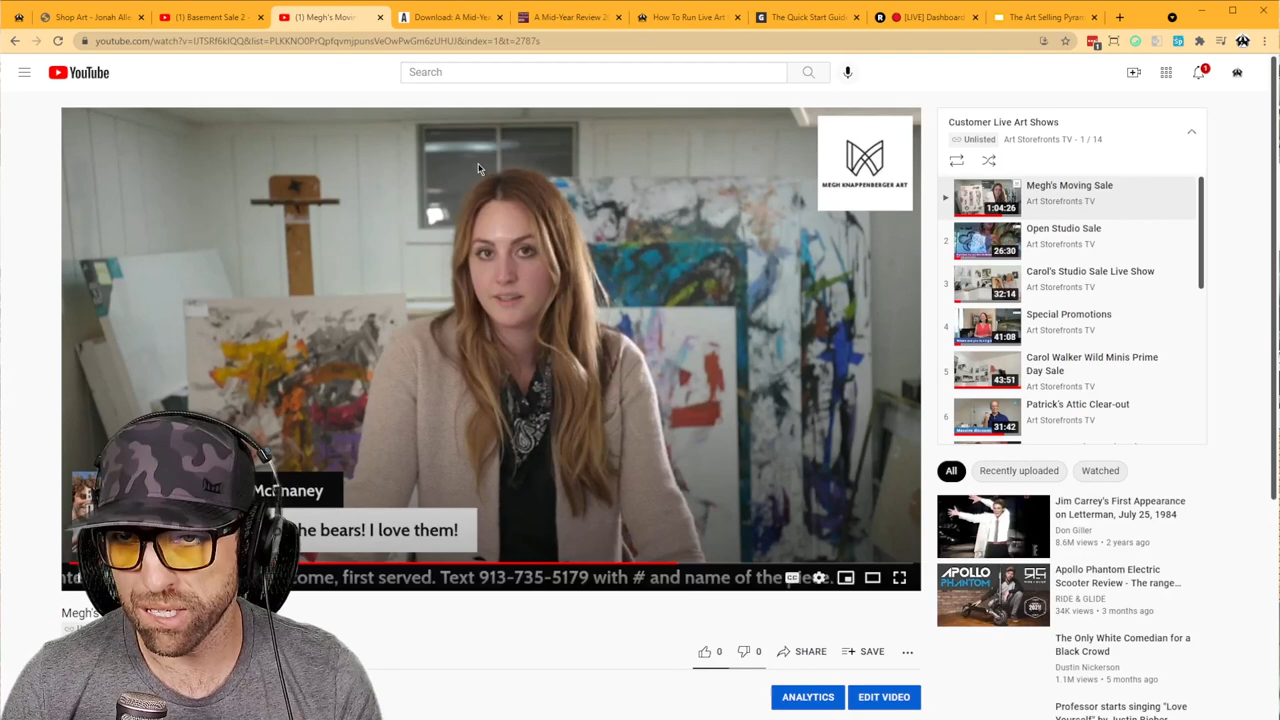 Shop Art - Jonah Alle
(1) Basement Sale 2 -
(1) Megh's Movi
Download: A Mid-Ye
A Mid-Year Review 20
How To Run Live Art
The Quick Start Guide
[LIVE] Dashboard
The Art Selling Pyram
youtube.com/watch?v=IJTSRf6kIQQ&list=PLKKNO0PrQpfqvmjpunsVeOwPwGm6zUHUJ&index=1&t=2787s
YouTube
Search
MEGH KNAPPENBERGER ART
McEnaney
he bears! I love them!
ome, first served. Text 913-735-5179 with # and name of the
Megh's
0
0
SHARE
SAVE
ANALYTICS
EDIT VIDEO
Customer Live Art Shows
Unlisted
Art Storefronts TV - 1 / 14
Megh's Moving Sale
Art Storefronts TV
1:04:26
2
Open Studio Sale
Art Storefronts TV
26:30
3
Carol's Studio Sale Live Show
Art Storefronts TV
32:14
4
Special Promotions
Art Storefronts TV
41:08
5
Carol Walker Wild Minis Prime
Day Sale
Art Storefronts TV
43:51
6
Patrick's Attic Clear-out
Art Storefronts TV
31:42
All
Recently uploaded
Watched
Jim Carrey's First Appearance
on Letterman, July 25, 1984
Don Giller
8.6M views • 2 years ago
APOLLO
PHANTOM
Apollo Phantom Electric
Scooter Review - The range...
RIDE & GLIDE
34K views • 3 months ago
The Only White Comedian for a
Black Crowd
Dustin Nickerson
1.1M views • 5 months ago
Professor starts singing "Love
Yourself" by Justin Bieber